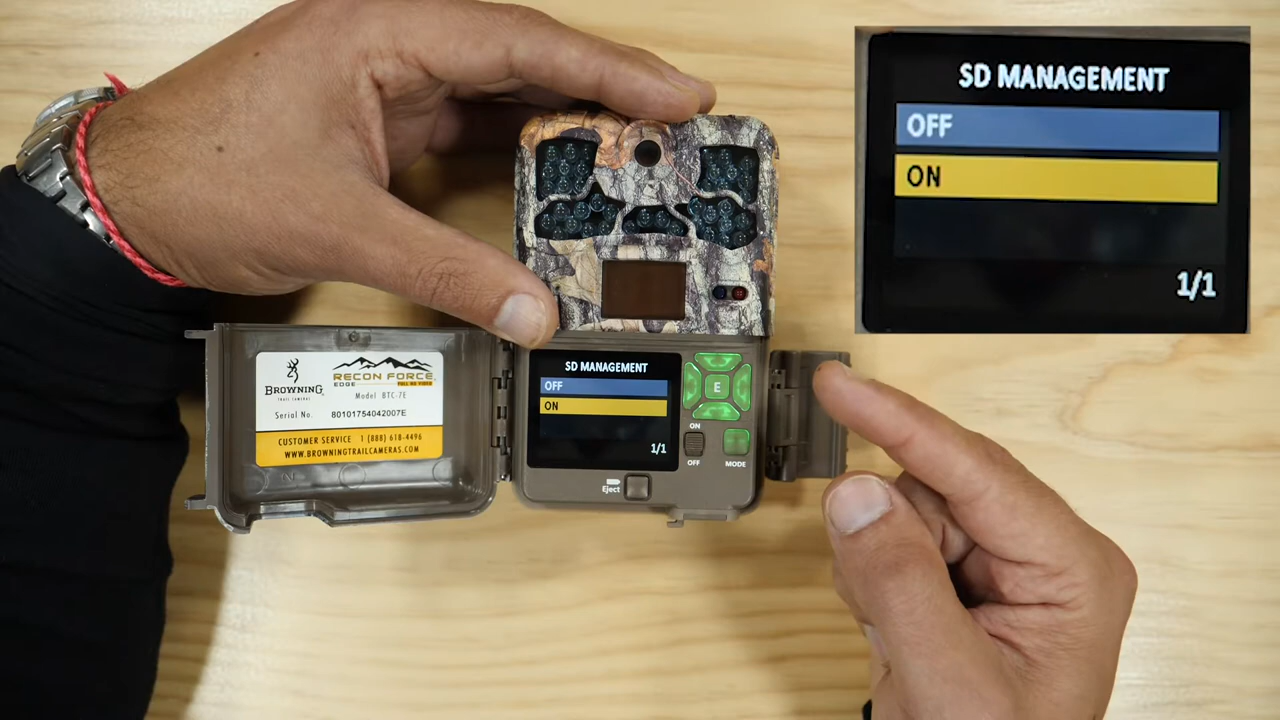 SD MANAGEMENT
OFF
ON
1/1
BROWNING
TRAIL CAMERAS
RECON FORCE
EDGE FULL HD VIDEO
Model BTC-7E
Serial No. 80101754042007E
CUSTOMER SERVICE 1 (888) 618-4496
WWW.BROWNINGTRAILCAMERAS.COM
SD MANAGEMENT
OFF
ON
1/1
E
ON
OFF
MODE
Eject